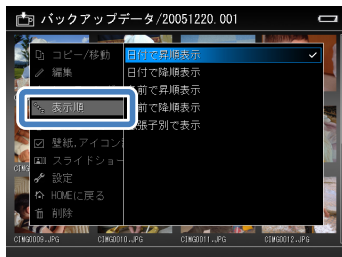 バックアップデータ/20051220.001
コピー/移動
編集
表示順
壁紙.アイコン
スライドショー
設定
HOMEに戻る
削除
日付で昇順表示
日付で降順表示
前で昇順表示
前で降順表示
張子別で表示
CIMG0009.JPG
CIMG0010.JPG
CIMG0011.JPG
CIMG0012.JPG